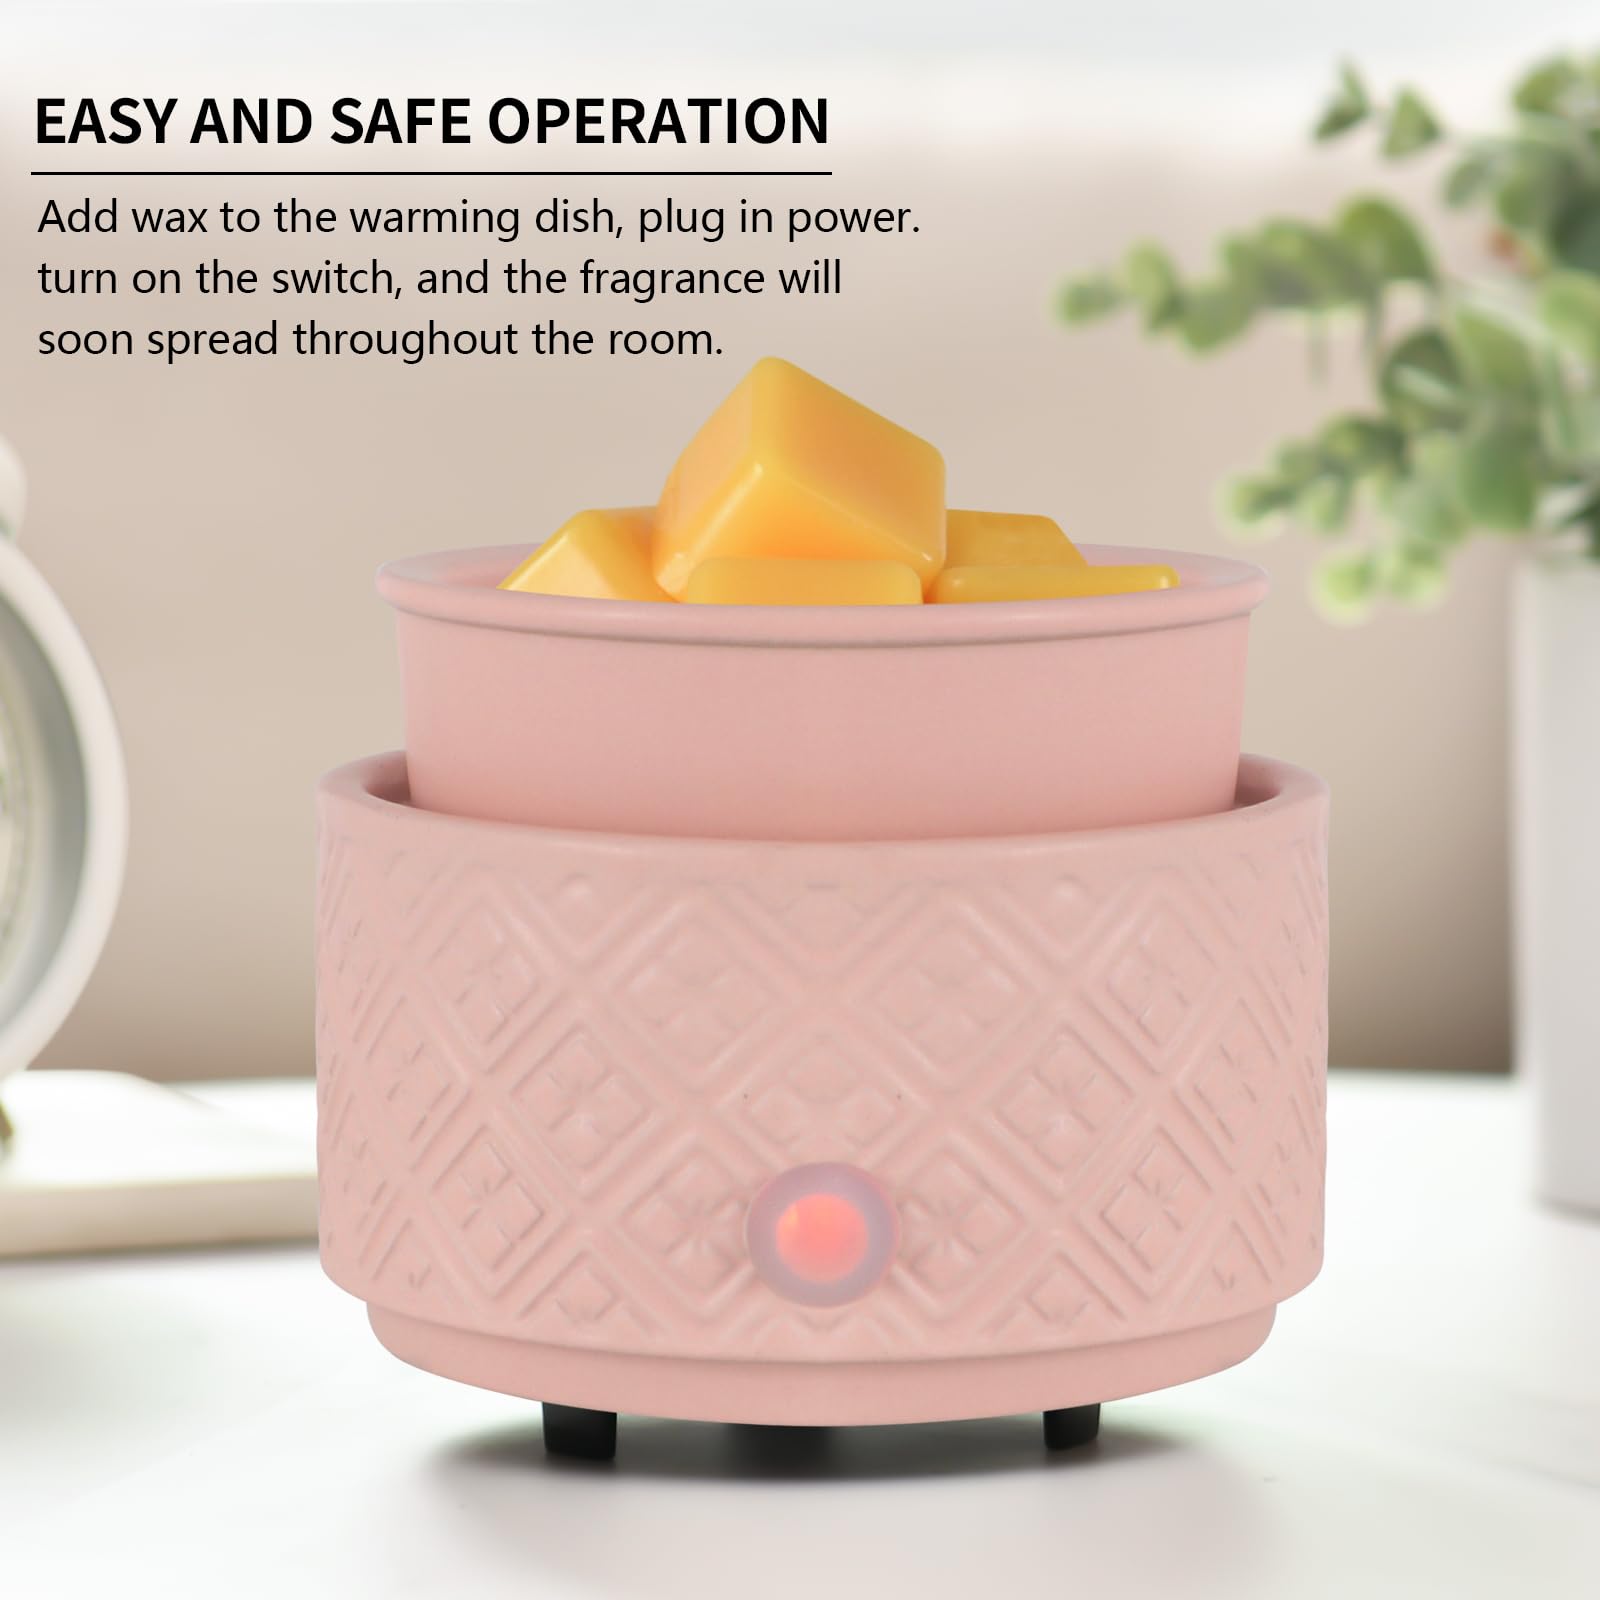 EASY AND SAFE OPERATION
Add wax to the warming dish, plug in power.
turn on the switch, and the fragrance will
soon spread throughout the room.